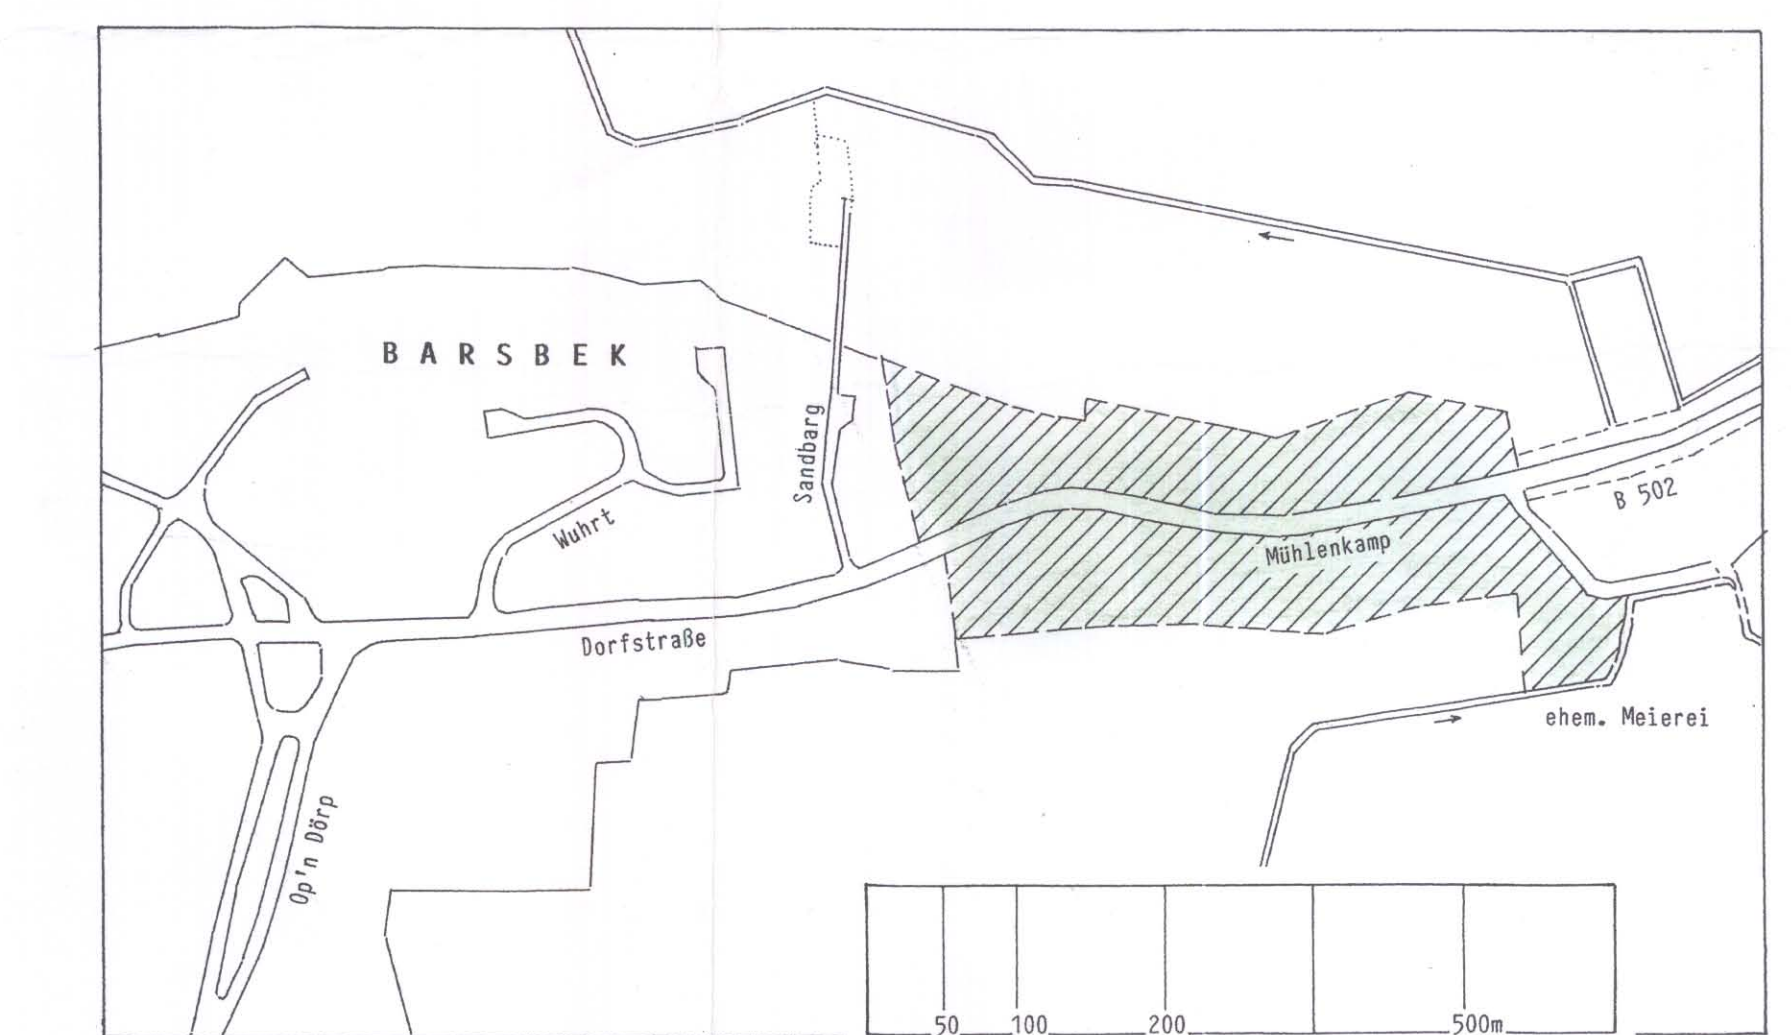 BARSBEK
Sandbarg
B 502
Wuhrt
Mühlenkamp
Dorfstraße
ehem. Meierei
Op'n Dörp
50 100 200 500m